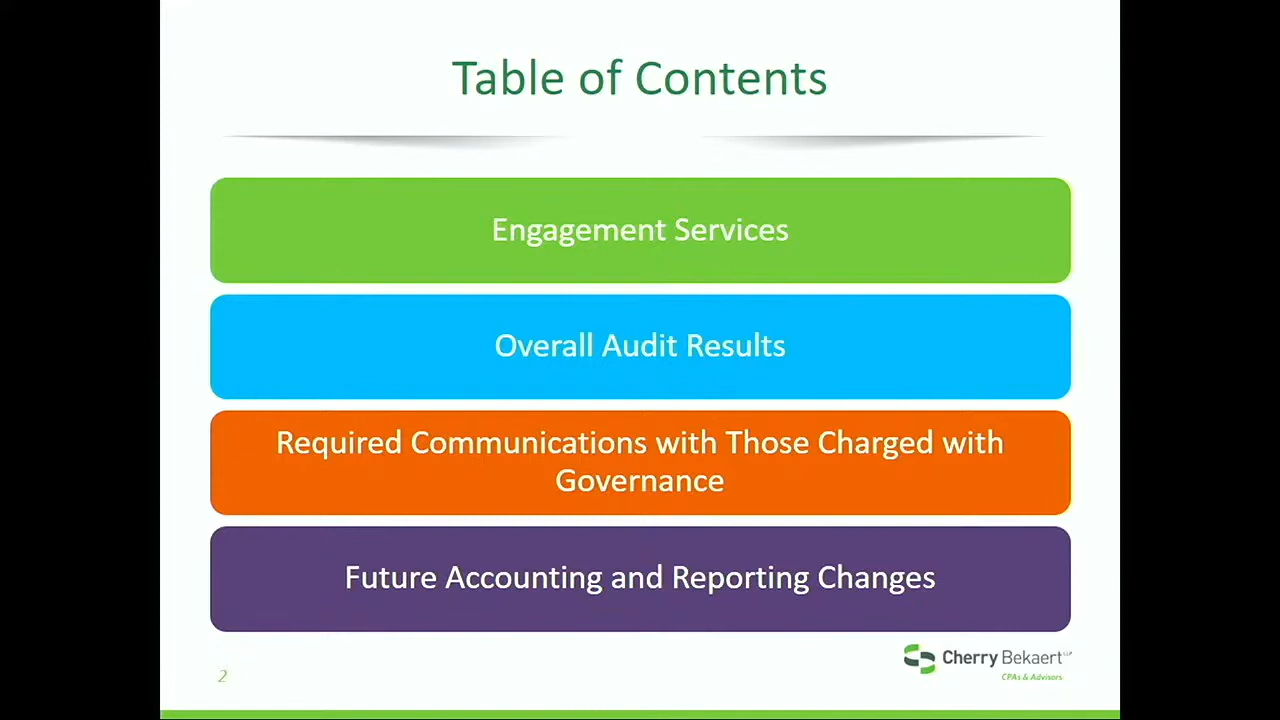 Table of Contents
Engagement Services
Overall Audit Results
Required Communications with Those Charged with
Governance
Future Accounting and Reporting Changes
2
Cherry Bekaert LLP
CPAs & Advisors